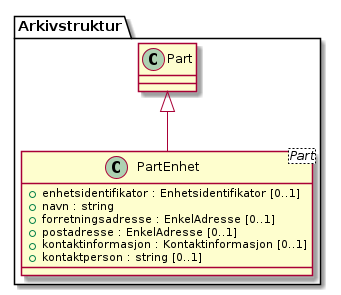 Arkivstruktur
C Part
Part
C PartEnhet
enhetsidentifikator : Enhetsidentifikator [0..1]
navn : string
forretningsadresse : EnkelAdresse [0..1]
postadresse : EnkelAdresse [0..1]
kontaktinformasjon : Kontaktinformasjon [0..1]
kontaktperson : string [0..1]